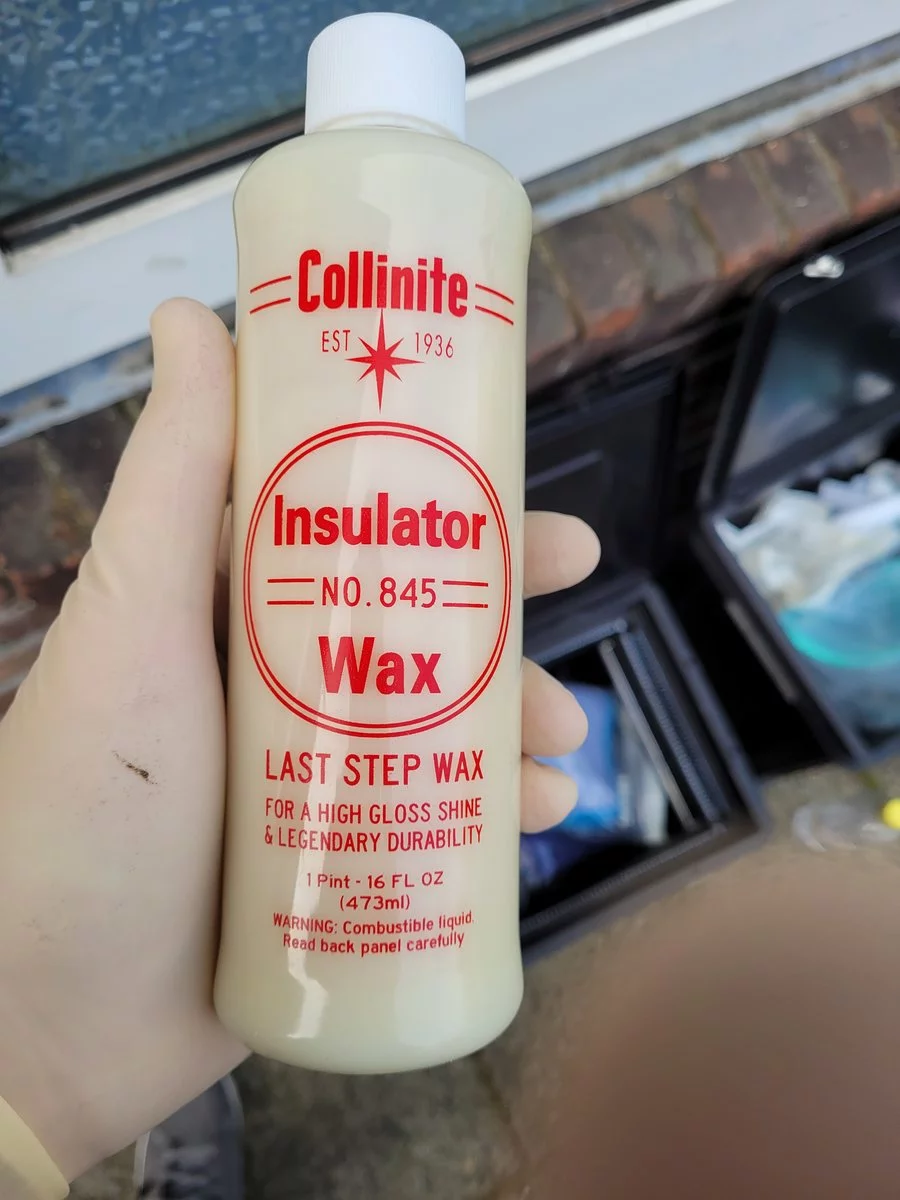 Collinite
EST 1936
Insulator
NO. 845
Wax
LAST STEP WAX
FOR A HIGH GLOSS SHINE
& LEGENDARY DURABILITY
1 Pint - 16 FL OZ
(473ml)
WARNING: Combustible liquid.
Read back panel carefully